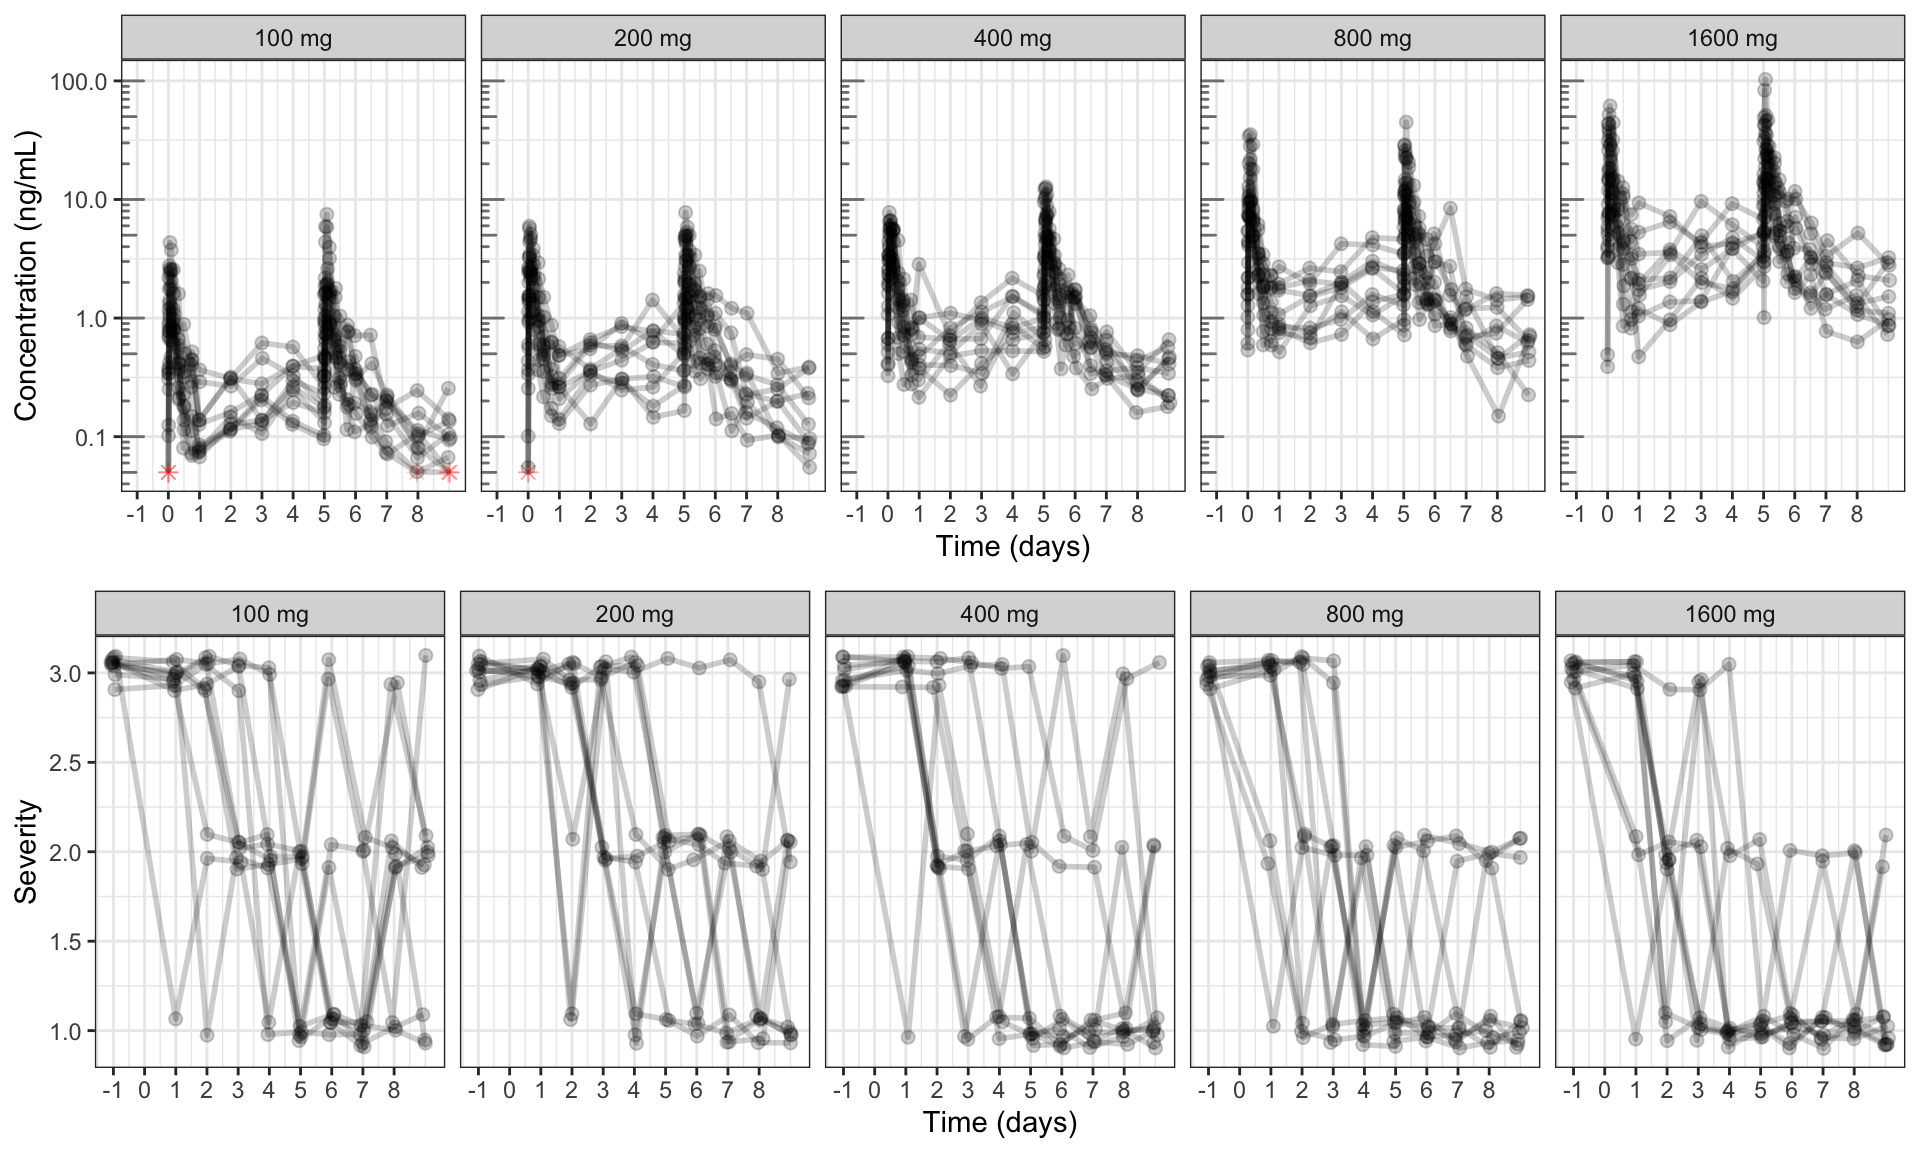 100 mg 200 mg 400 mg 800 mg 1600 mg
Concentration (ng/mL)
100.0
10.0
1.0
0.1
-1 0 1 2 3 4 5 6 7 8 -1 0 1 2 3 4 5 6 7 8 -1 0 1 2 3 4 5 6 7 8 -1 0 1 2 3 4 5 6 7 8 -1 0 1 2 3 4 5 6 7 8
Time (days)
100 mg 200 mg 400 mg 800 mg 1600 mg
Severity
3.0
2.5
2.0
1.5
1.0
-1 0 1 2 3 4 5 6 7 8 -1 0 1 2 3 4 5 6 7 8 -1 0 1 2 3 4 5 6 7 8 -1 0 1 2 3 4 5 6 7 8 -1 0 1 2 3 4 5 6 7 8
Time (days)